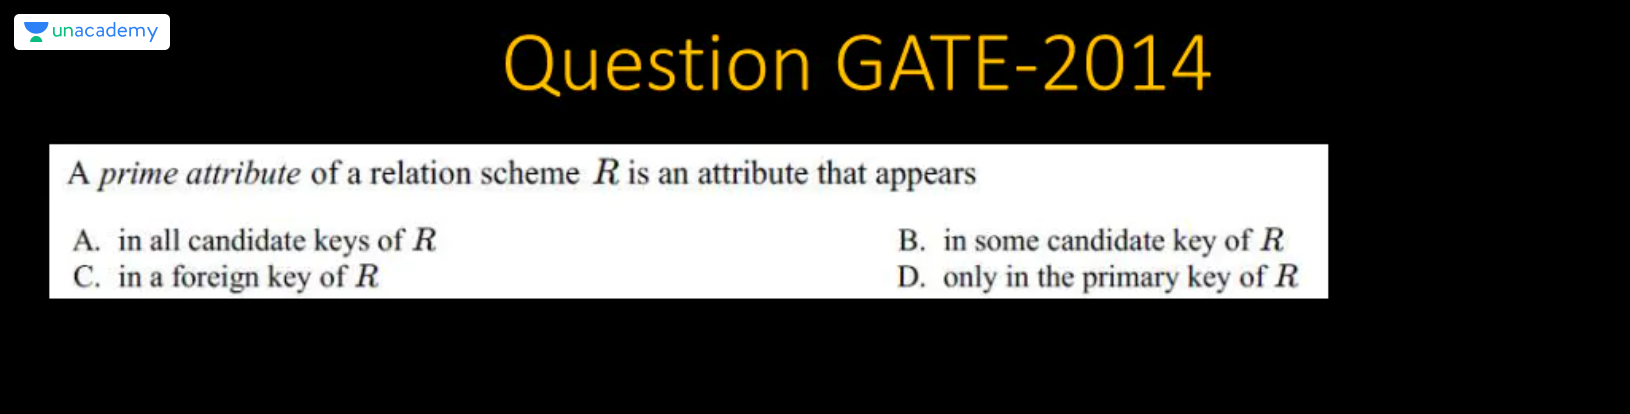 unacademy
Question GATE-2014
A prime attribute of a relation scheme R is an attribute that appears
A. in all candidate keys of R
B. in some candidate key of R
C. in a foreign key of R
D. only in the primary key of R